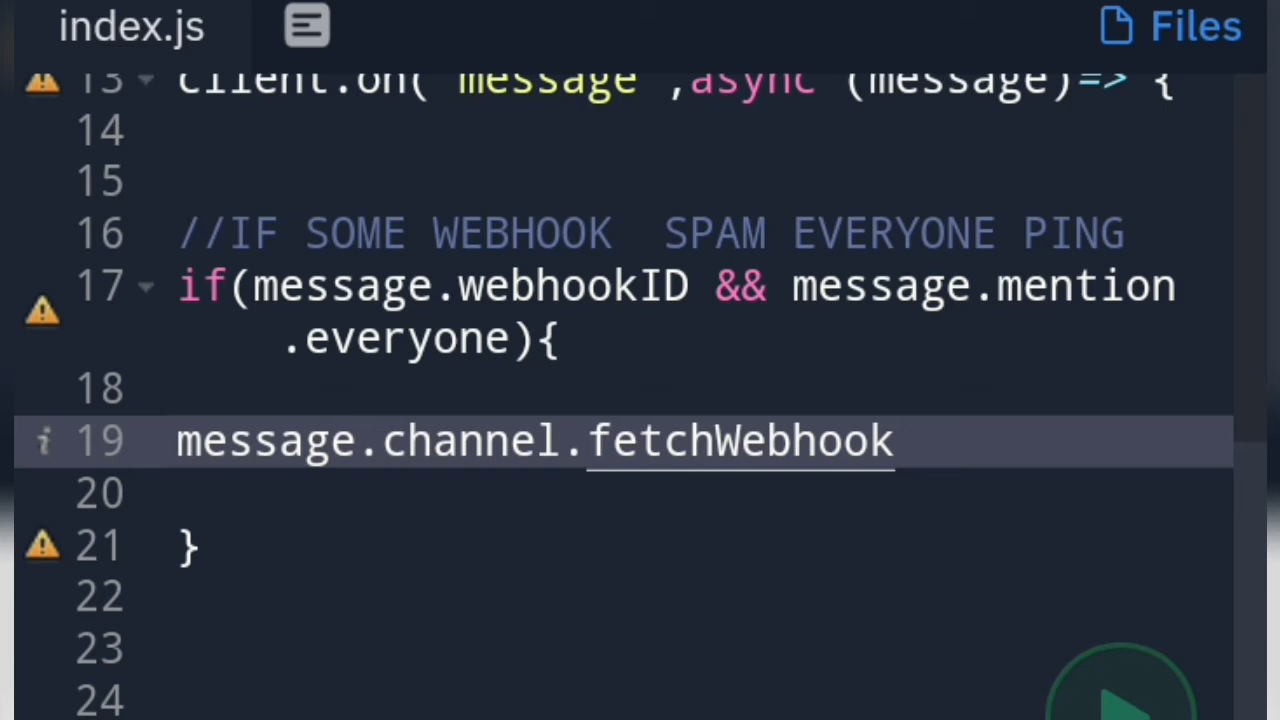 index.js
Files
13 client.on("message",async (message)=> {
14
15
16 //IF SOME WEBHOOK  SPAM EVERYONE PING
17 if(message.webhookID && message.mention
.everyone){
18
19 message.channel.fetchWebhook
20
21 }
22
23
24